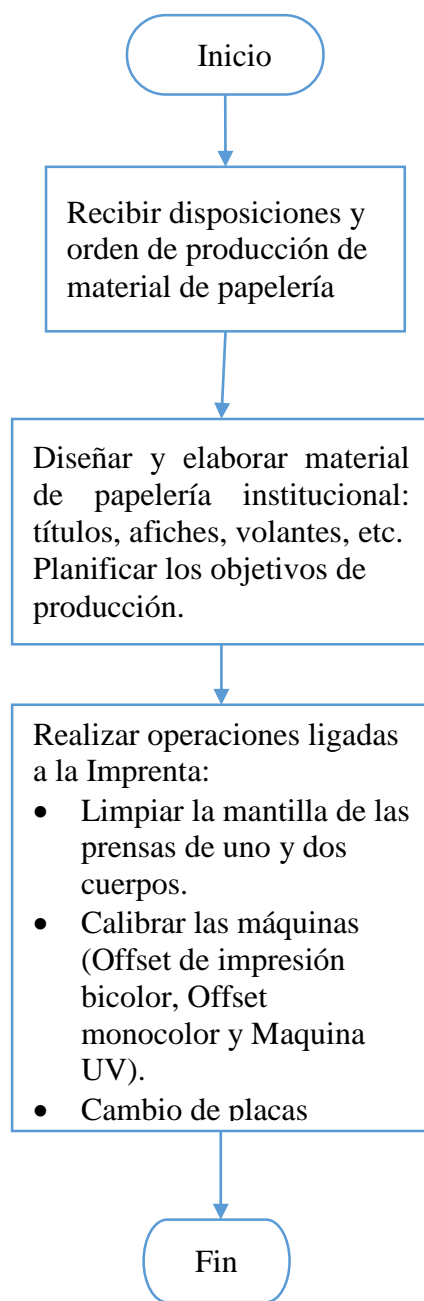 Inicio
Recibir disposiciones y
orden de producción de
material de papelería
Diseñar y elaborar material
de papelería institucional:
títulos, afiches, volantes, etc.
Planificar los objetivos de
producción.
Realizar operaciones ligadas
a la Imprenta:
• Limpiar la mantilla de las
prensas de uno y dos
cuerpos.
• Calibrar las máquinas
(Offset de impresión
bicolor, Offset
monocolor y Maquina
UV).
• Cambio de placas
Fin